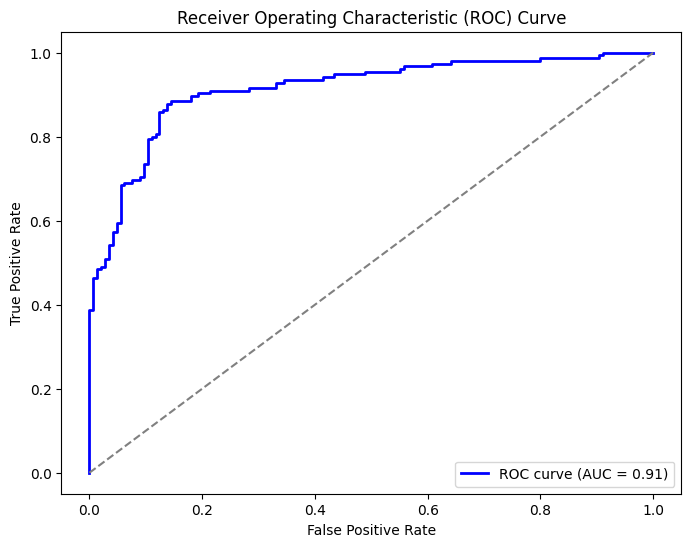 Receiver Operating Characteristic (ROC) Curve
True Positive Rate
1.0
0.8
0.6
0.4
0.2
0.0
ROC curve (AUC = 0.91)
0.0 0.2 0.4 0.6 0.8 1.0
False Positive Rate